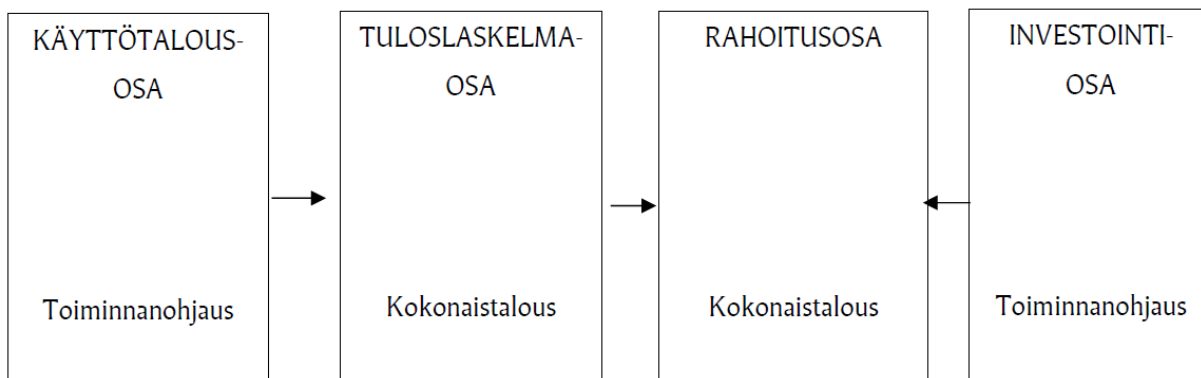 KÄYTTÖTALOUS-
OSA
Toiminnanohjaus
TULOSLASKELMA-
OSA
Kokonaistalous
RAHOITUSOSA
Kokonaistalous
INVESTOINTI-
OSA
Toiminnanohjaus